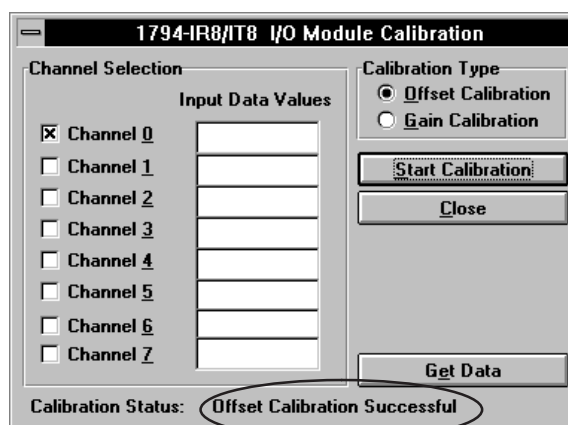 1794-IR8/IT8 I/O Module Calibration
Channel Selection
Input Data Values
Channel 0
Channel 1
Channel 2
Channel 3
Channel 4
Channel 5
Channel 6
Channel 7
Calibration Type
Offset Calibration
Gain Calibration
Start Calibration
Close
Get Data
Calibration Status: Offset Calibration Successful